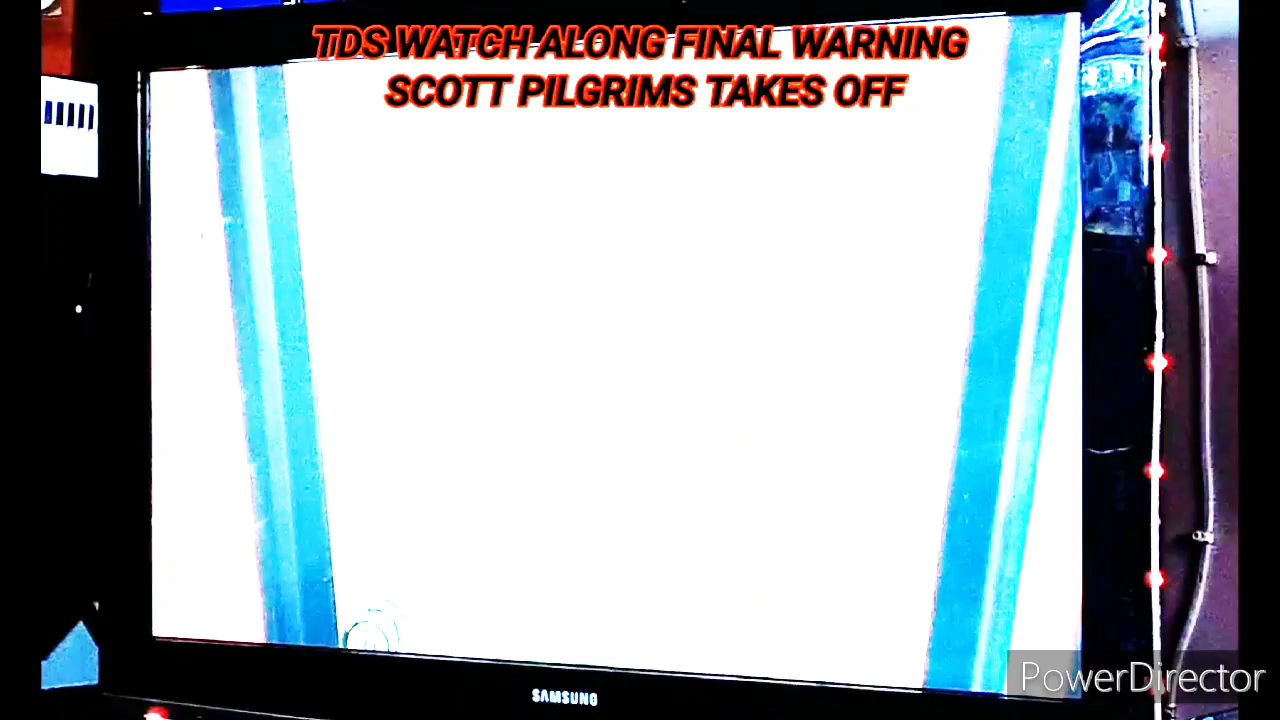 TDS WATCH ALONG FINAL WARNING
SCOTT PILGRIMS TAKES OFF
SAMSUNG
PowerDirector